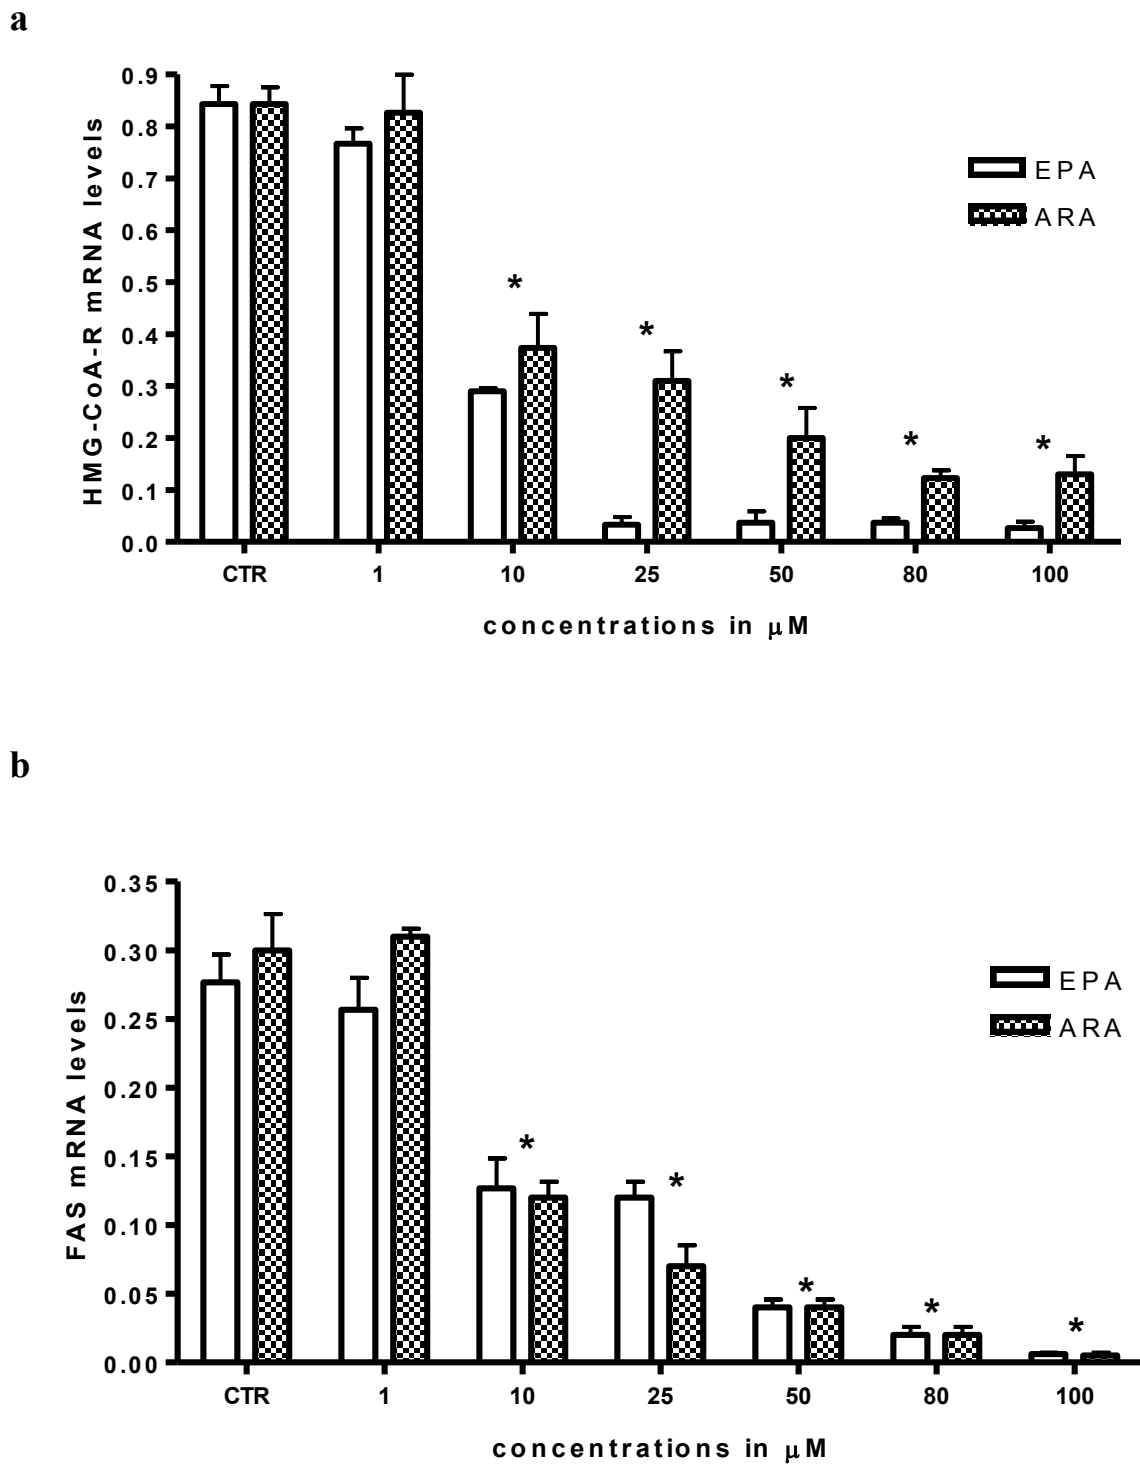 a
HMG-CoA-R mRNA levels
0.9
0.8
0.7
0.6
0.5
0.4
0.3
0.2
0.1
0.0
EPA
ARA
*
*
*
*
*
CTR 1 10 25 50 80 100
concentrations in μM
b
FAS mRNA levels
0.35
0.30
0.25
0.20
0.15
0.10
0.05
0.00
EPA
ARA
*
*
*
*
*
CTR 1 10 25 50 80 100
concentrations in μM